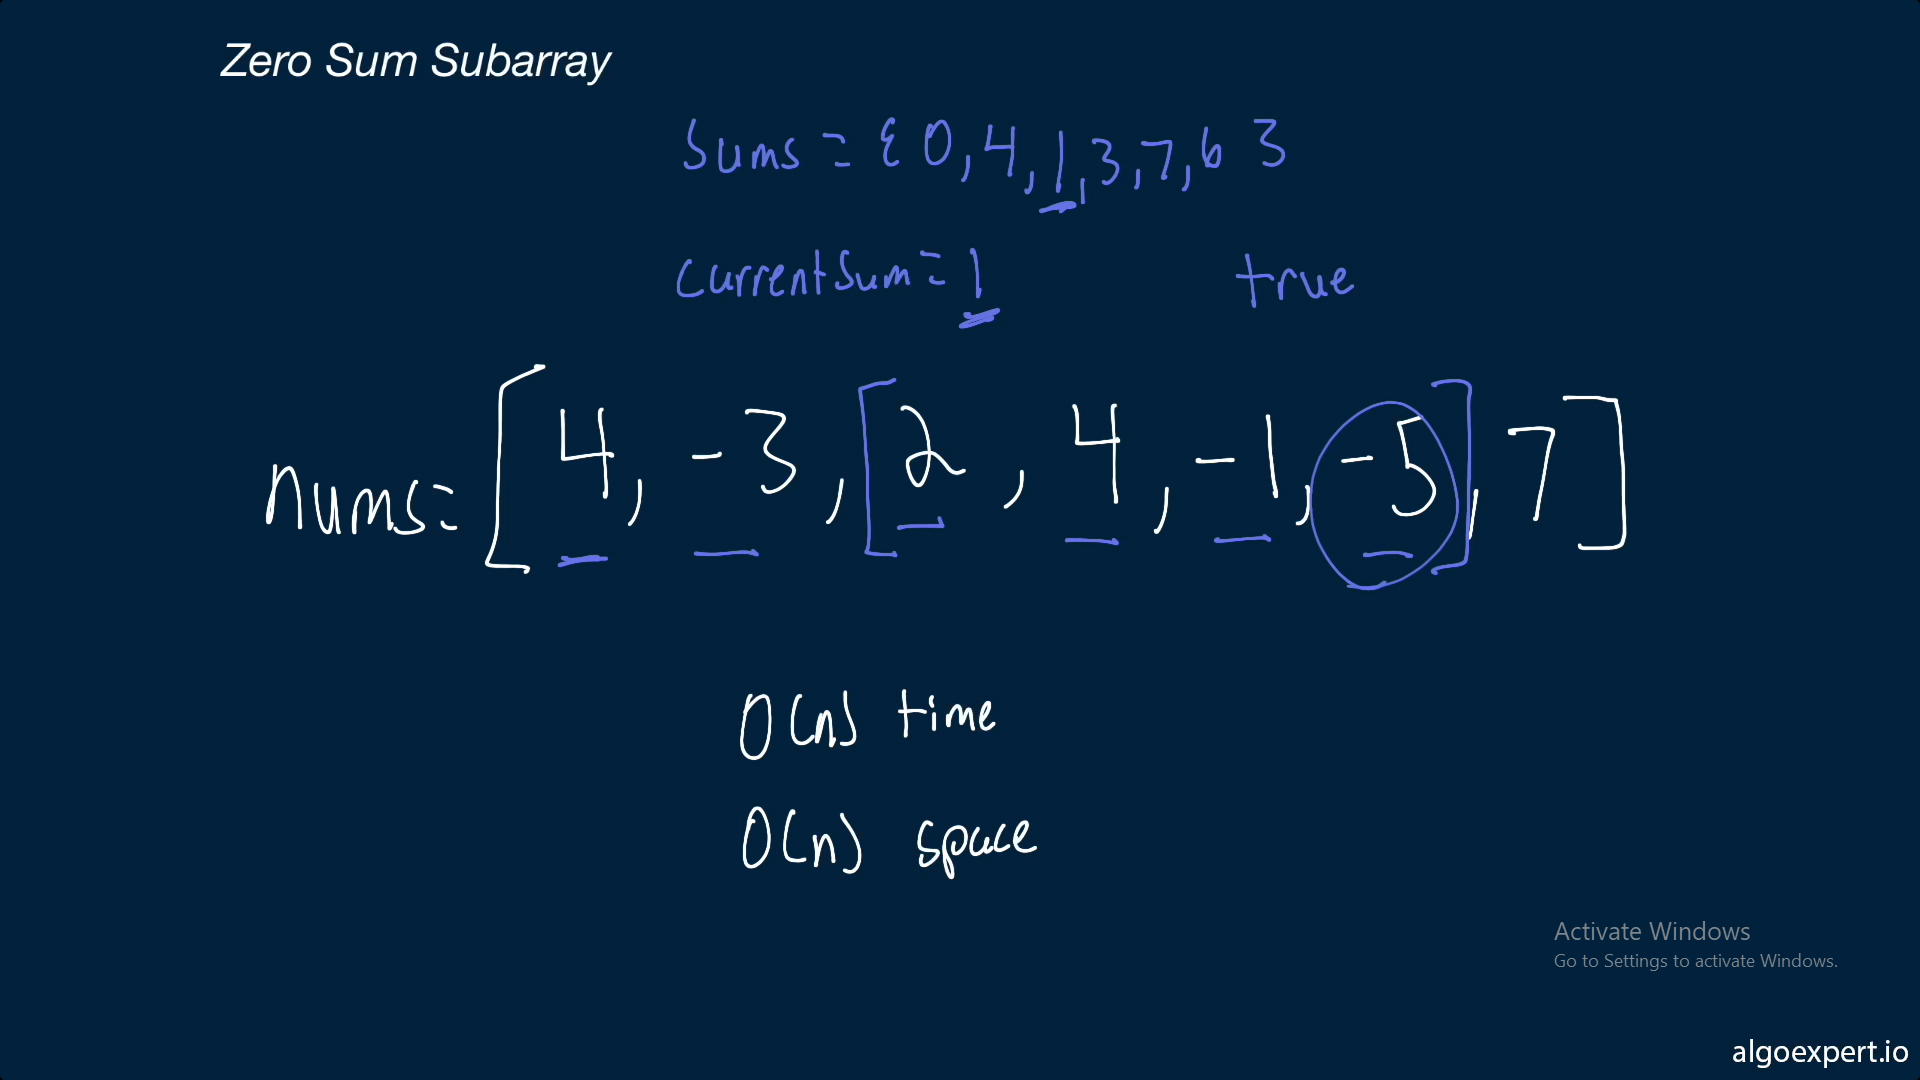 Zero Sum Subarray
Sums = { 0, 4, 1, 3, 7, 6 }
currentSum = 1 true
nums = [ 4, -3, [ 2, 4, -1, -5 ], 7 ]
O(n) time
O(n) space
Activate Windows
Go to Settings to activate Windows.
algoexpert.io